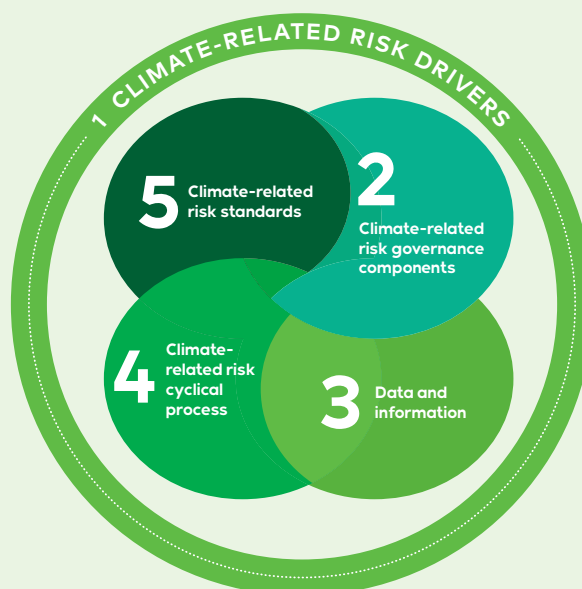 1 CLIMATE-RELATED RISK DRIVERS
2
Climate-related
risk governance
components
3
Data and
information
4
Climate-
related risk
cyclical
process
5
Climate-related
risk standards